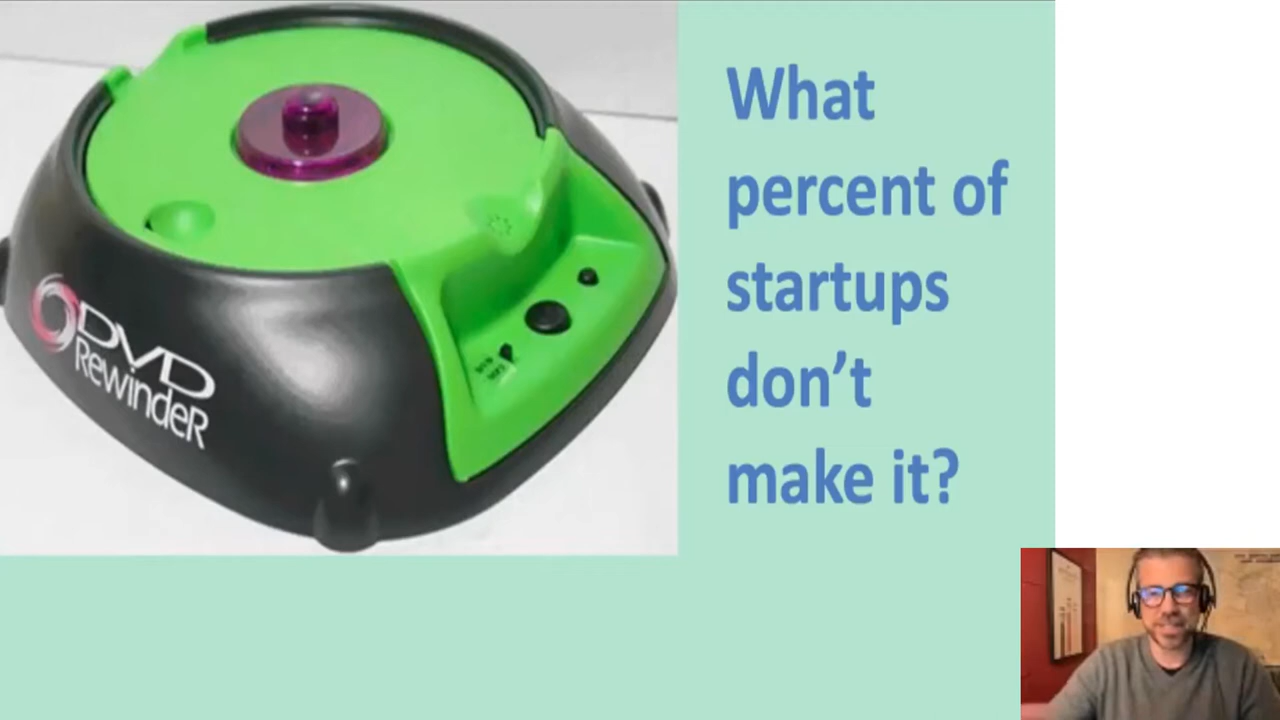 DVD
RewindeR
What
percent of
startups
don’t
make it?